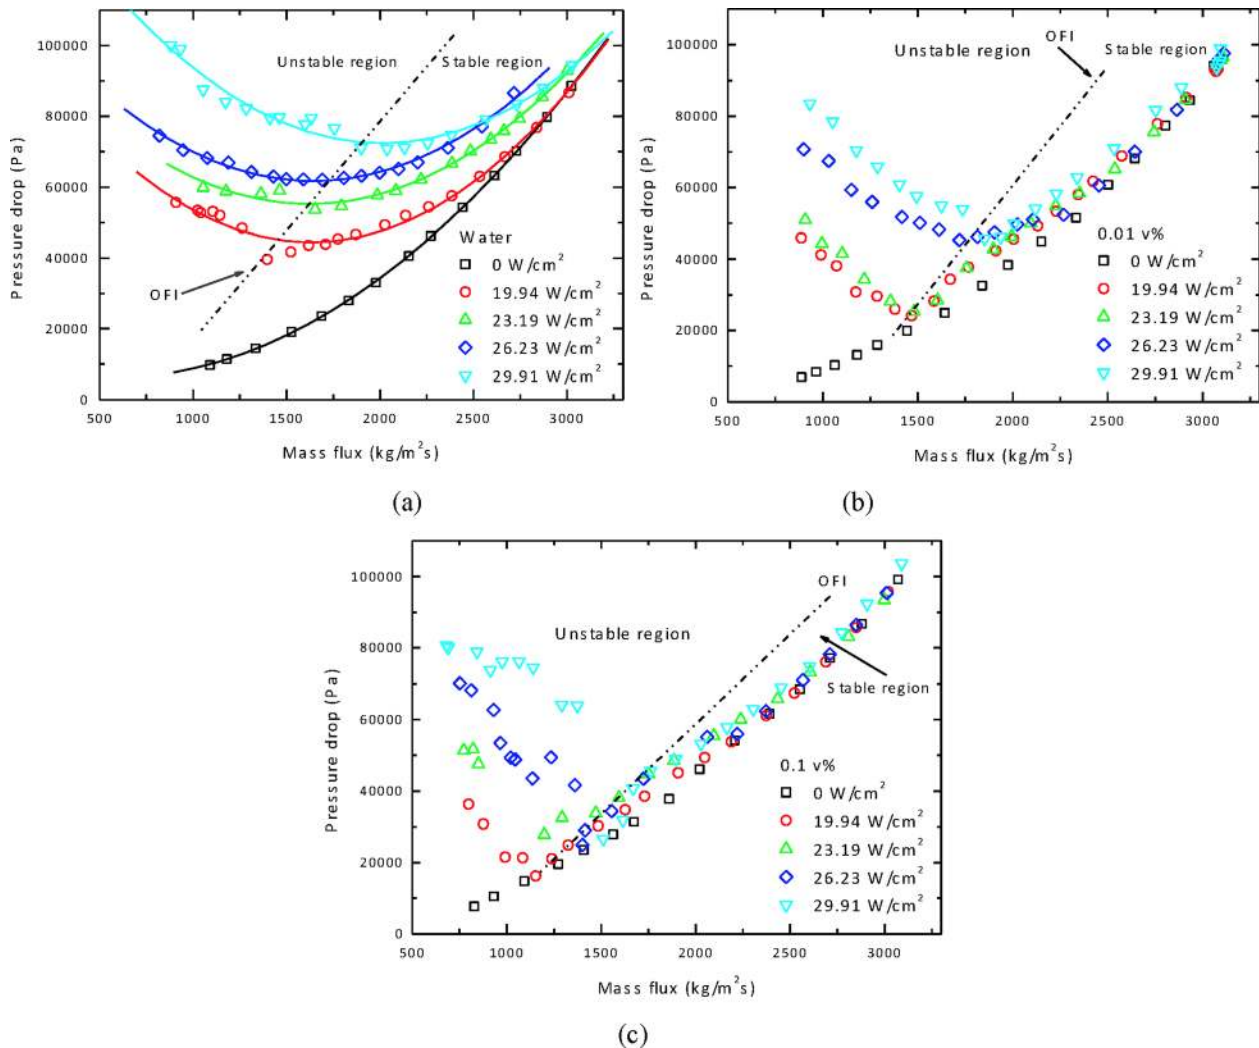 100000
80000
60000
40000
20000
0
Pressure drop (Pa)
Unstable region
Stable region
OFI
Water
0 W/cm²
19.94 W/cm²
23.19 W/cm²
26.23 W/cm²
29.91 W/cm²
500 1000 1500 2000 2500 3000
Mass flux (kg/m²s)
(a)
100000
80000
60000
40000
20000
0
Pressure drop (Pa)
OFI
Unstable region
Stable region
0.01 v%
0 W/cm²
19.94 W/cm²
23.19 W/cm²
26.23 W/cm²
29.91 W/cm²
500 1000 1500 2000 2500 3000
Mass flux (kg/m²s)
(b)
100000
80000
60000
40000
20000
0
Pressure drop (Pa)
OFI
Unstable region
Stable region
0.1 v%
0 W/cm²
19.94 W/cm²
23.19 W/cm²
26.23 W/cm²
29.91 W/cm²
500 1000 1500 2000 2500 3000
Mass flux (kg/m²s)
(c)